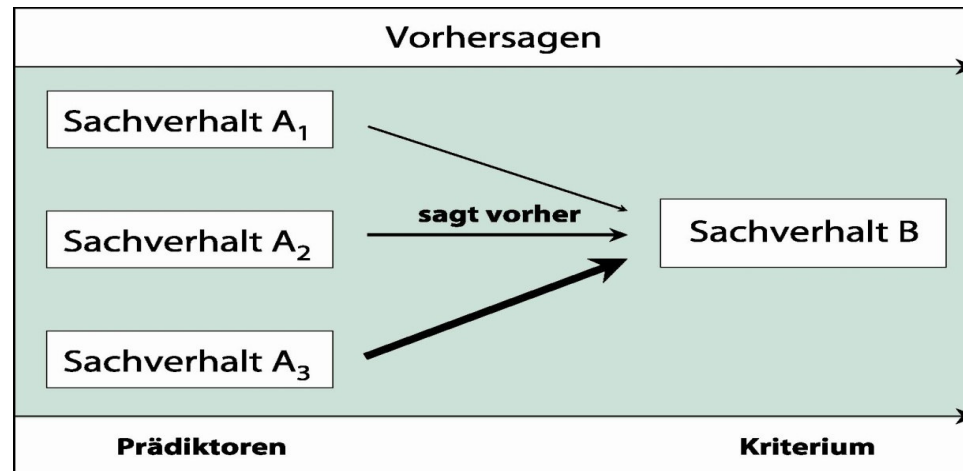 Vorhersagen
Sachverhalt A₁
sagt vorher
Sachverhalt A₂
Sachverhalt B
Sachverhalt A₃
Prädiktoren
Kriterium